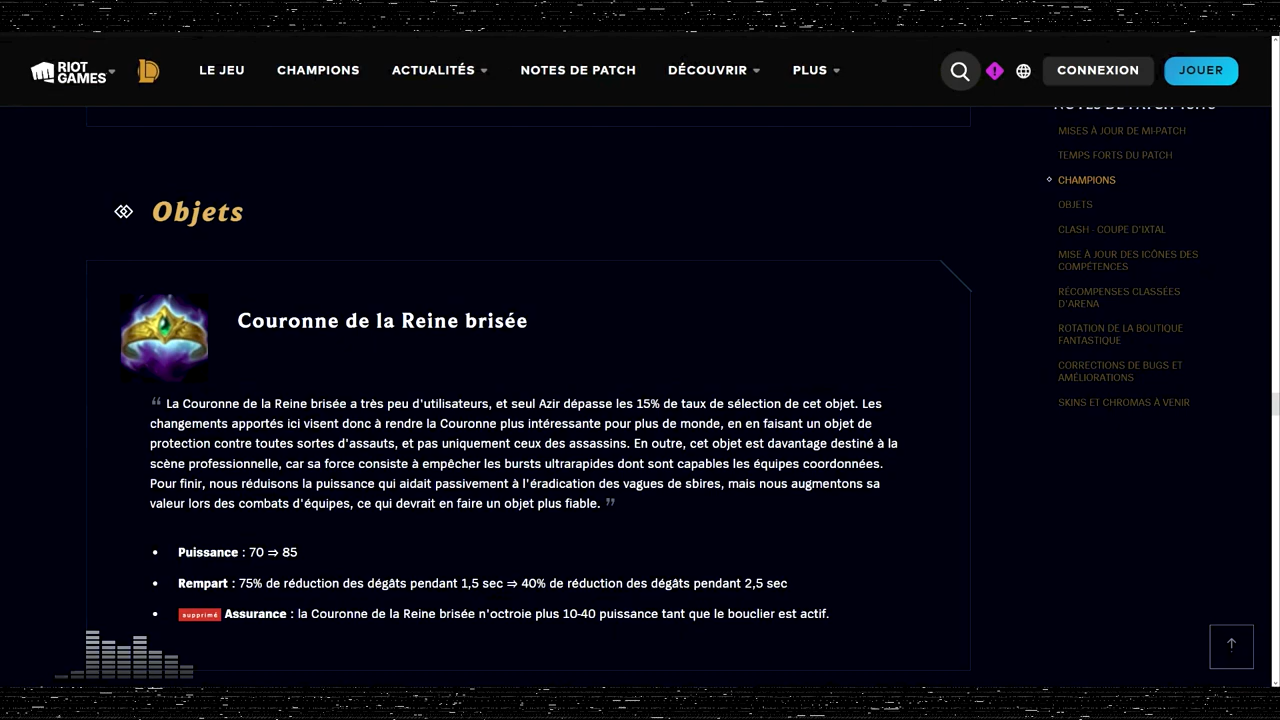 RIOT GAMES
LE JEU
CHAMPIONS
ACTUALITÉS
NOTES DE PATCH
DÉCOUVRIR
PLUS
CONNEXION
JOUER
MISES À JOUR DE MI-PATCH
TEMPS FORTS DU PATCH
CHAMPIONS
OBJETS
CLASH - COUPE D'IXTAL
MISE À JOUR DES ICÔNES DES
COMPÉTENCES
RÉCOMPENSES CLASSÉES
D'ARENA
ROTATION DE LA BOUTIQUE
FANTASTIQUE
CORRECTIONS DE BUGS ET
AMÉLIORATIONS
SKINS ET CHROMAS À VENIR
Objets
Couronne de la Reine brisée
“ La Couronne de la Reine brisée a très peu d'utilisateurs, et seul Azir dépasse les 15% de taux de sélection de cet objet. Les
changements apportés ici visent donc à rendre la Couronne plus intéressante pour plus de monde, en en faisant un objet de
protection contre toutes sortes d'assauts, et pas uniquement ceux des assassins. En outre, cet objet est davantage destiné à la
scène professionnelle, car sa force consiste à empêcher les bursts ultrarapides dont sont capables les équipes coordonnées.
Pour finir, nous réduisons la puissance qui aidait passivement à l'éradication des vagues de sbires, mais nous augmentons sa
valeur lors des combats d'équipes, ce qui devrait en faire un objet plus fiable. ”
• Puissance : 70 ⇒ 85
• Rempart : 75% de réduction des dégâts pendant 1,5 sec ⇒ 40% de réduction des dégâts pendant 2,5 sec
• supprimé Assurance : la Couronne de la Reine brisée n'octroie plus 10-40 puissance tant que le bouclier est actif.